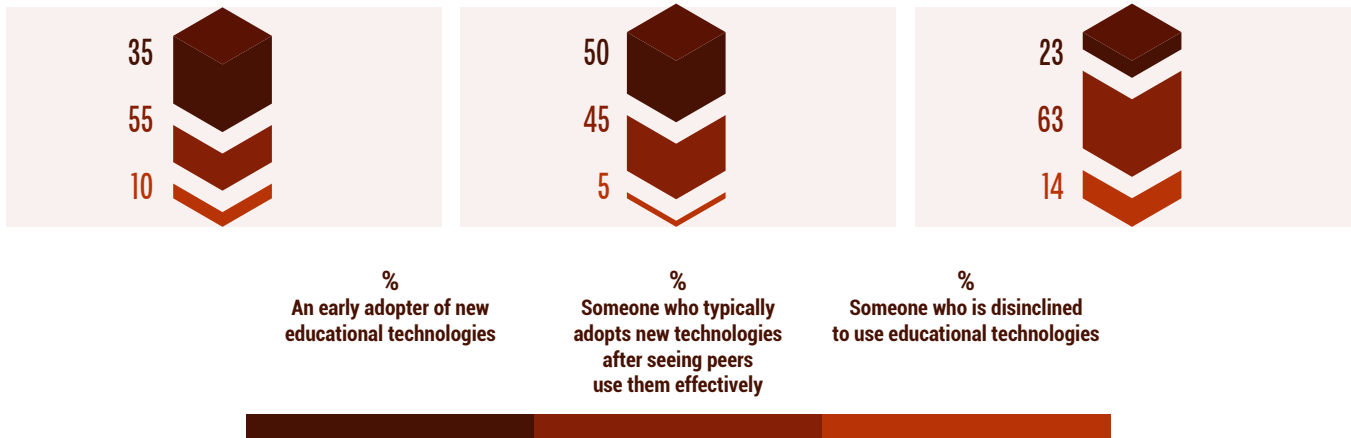 35
55
10
50
45
5
23
63
14
%
An early adopter of new
educational technologies
%
Someone who typically
adopts new technologies
after seeing peers
use them effectively
%
Someone who is disinclined
to use educational technologies